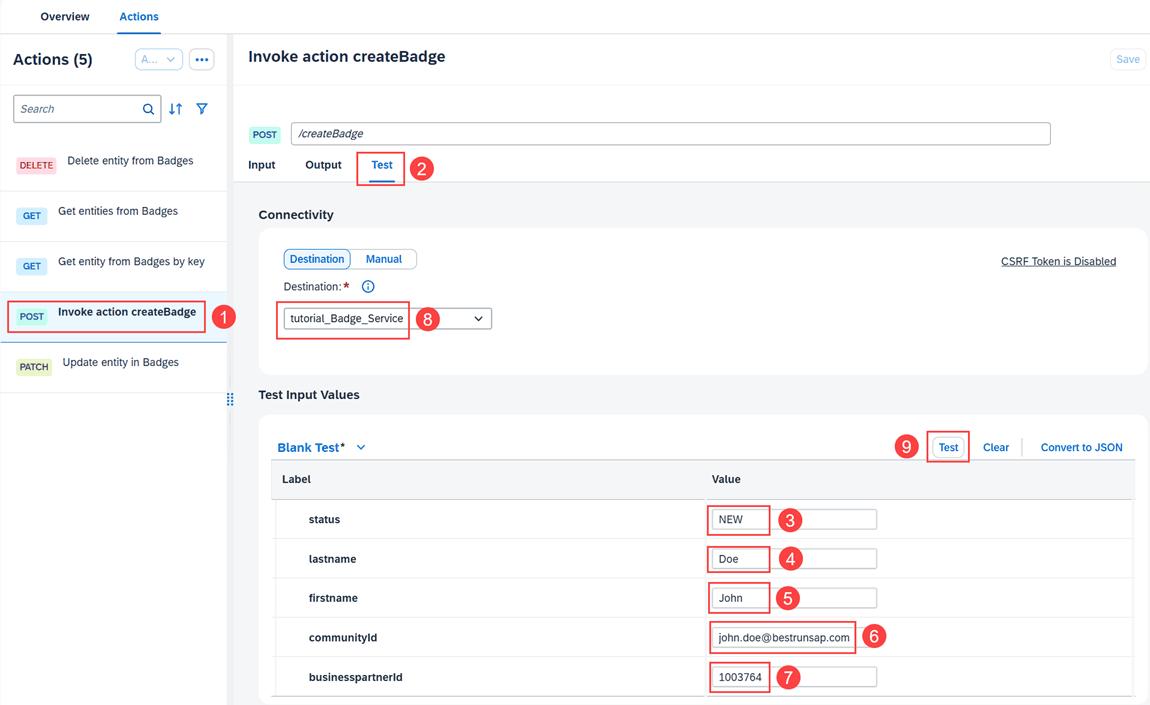 Overview Actions
Actions (5) A... ...
Search
DELETE Delete entity from Badges
GET Get entities from Badges
GET Get entity from Badges by key
POST Invoke action createBadge 1
PATCH Update entity in Badges
Invoke action createBadge Save
POST /createBadge
Input Output Test 2
Connectivity
Destination Manual
CSRF Token is Disabled
Destination:*
tutorial_Badge_Service 8
Test Input Values
Blank Test* 9 Test Clear Convert to JSON
Label Value
status NEW 3
lastname Doe 4
firstname John 5
communityId john.doe@bestrunsap.com 6
businesspartnerId 1003764 7